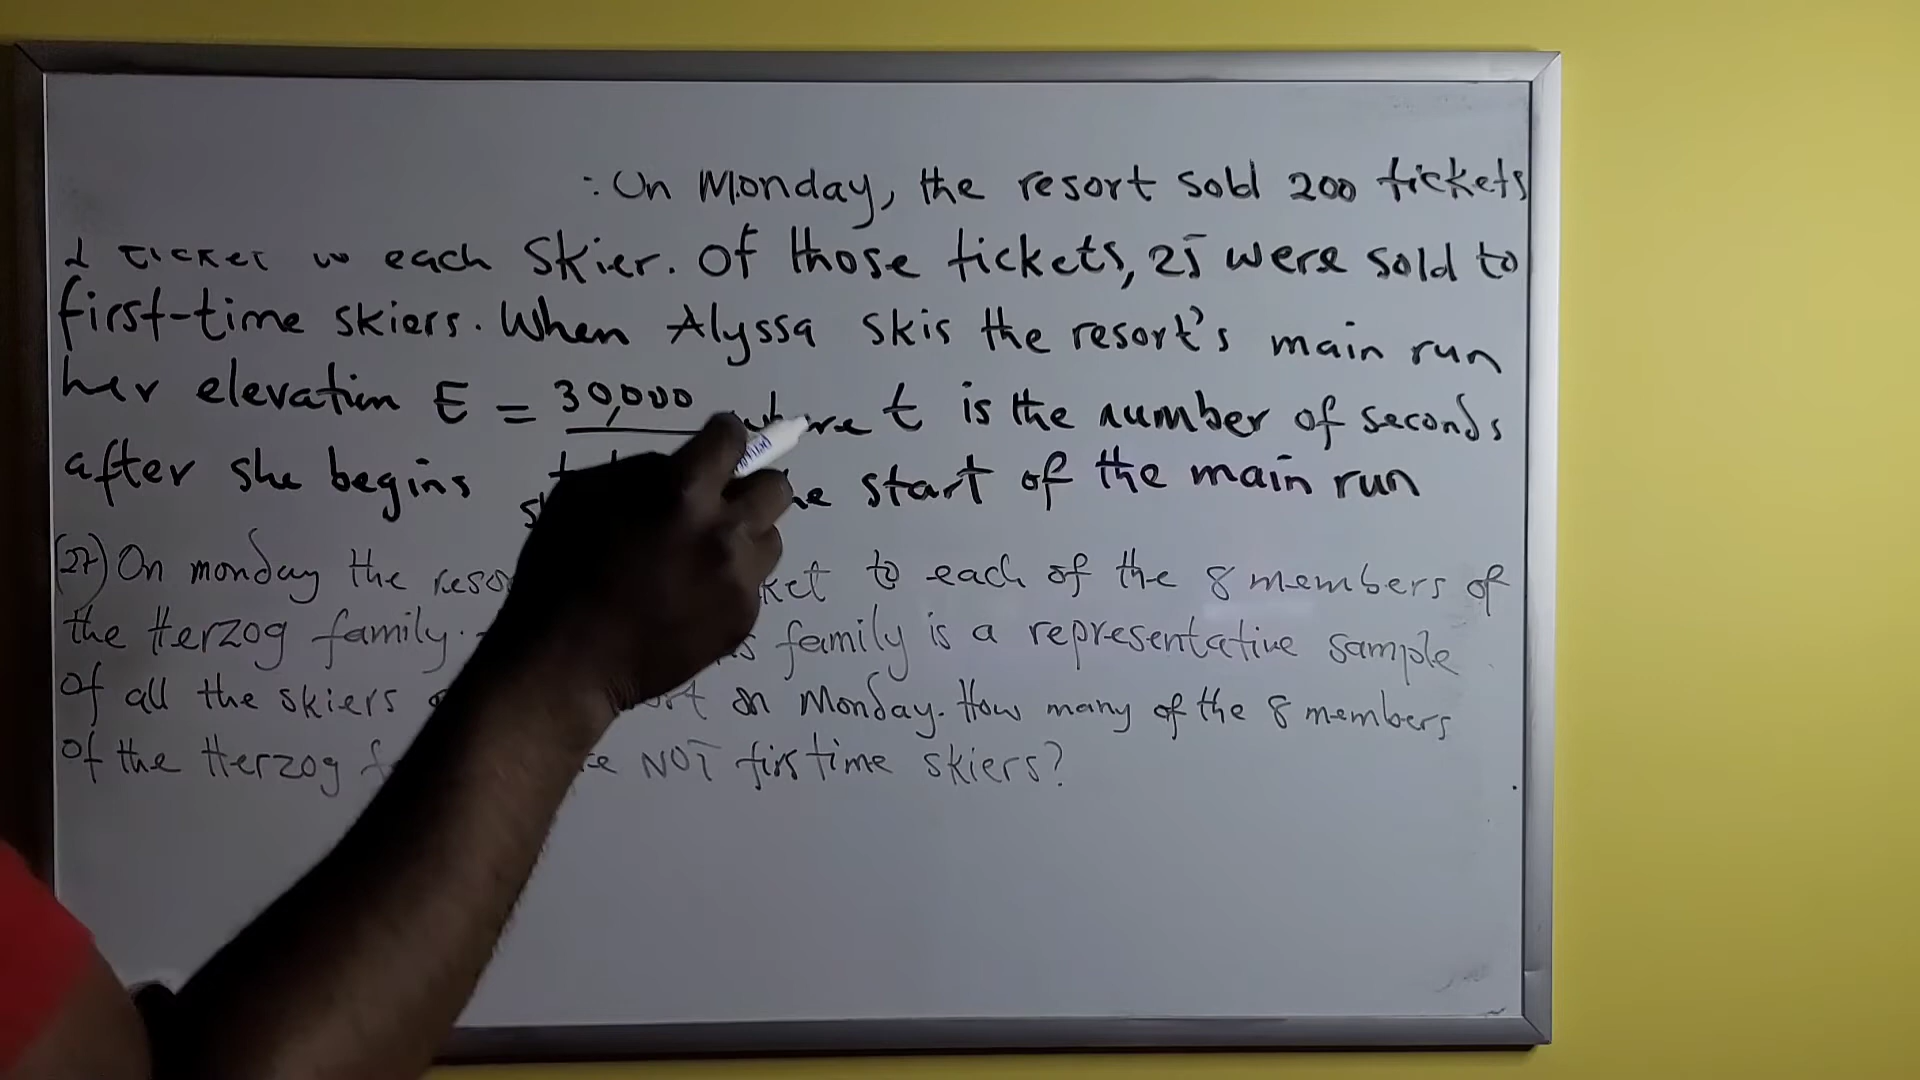 : On Monday, the resort sold 200 tickets
ticket each skier. Of those tickets, 25 were sold to
first-time skiers. When Alyssa skis the resort's main run
her elevation E = 30,000 where t is the number of seconds
after she begins start of the main run
(27) On monday the to each of the 8 members of
the Herzog family. family is a representative sample
of all the skiers on Monday. How many of the 8 members
of the Herzog NOT firstime skiers?